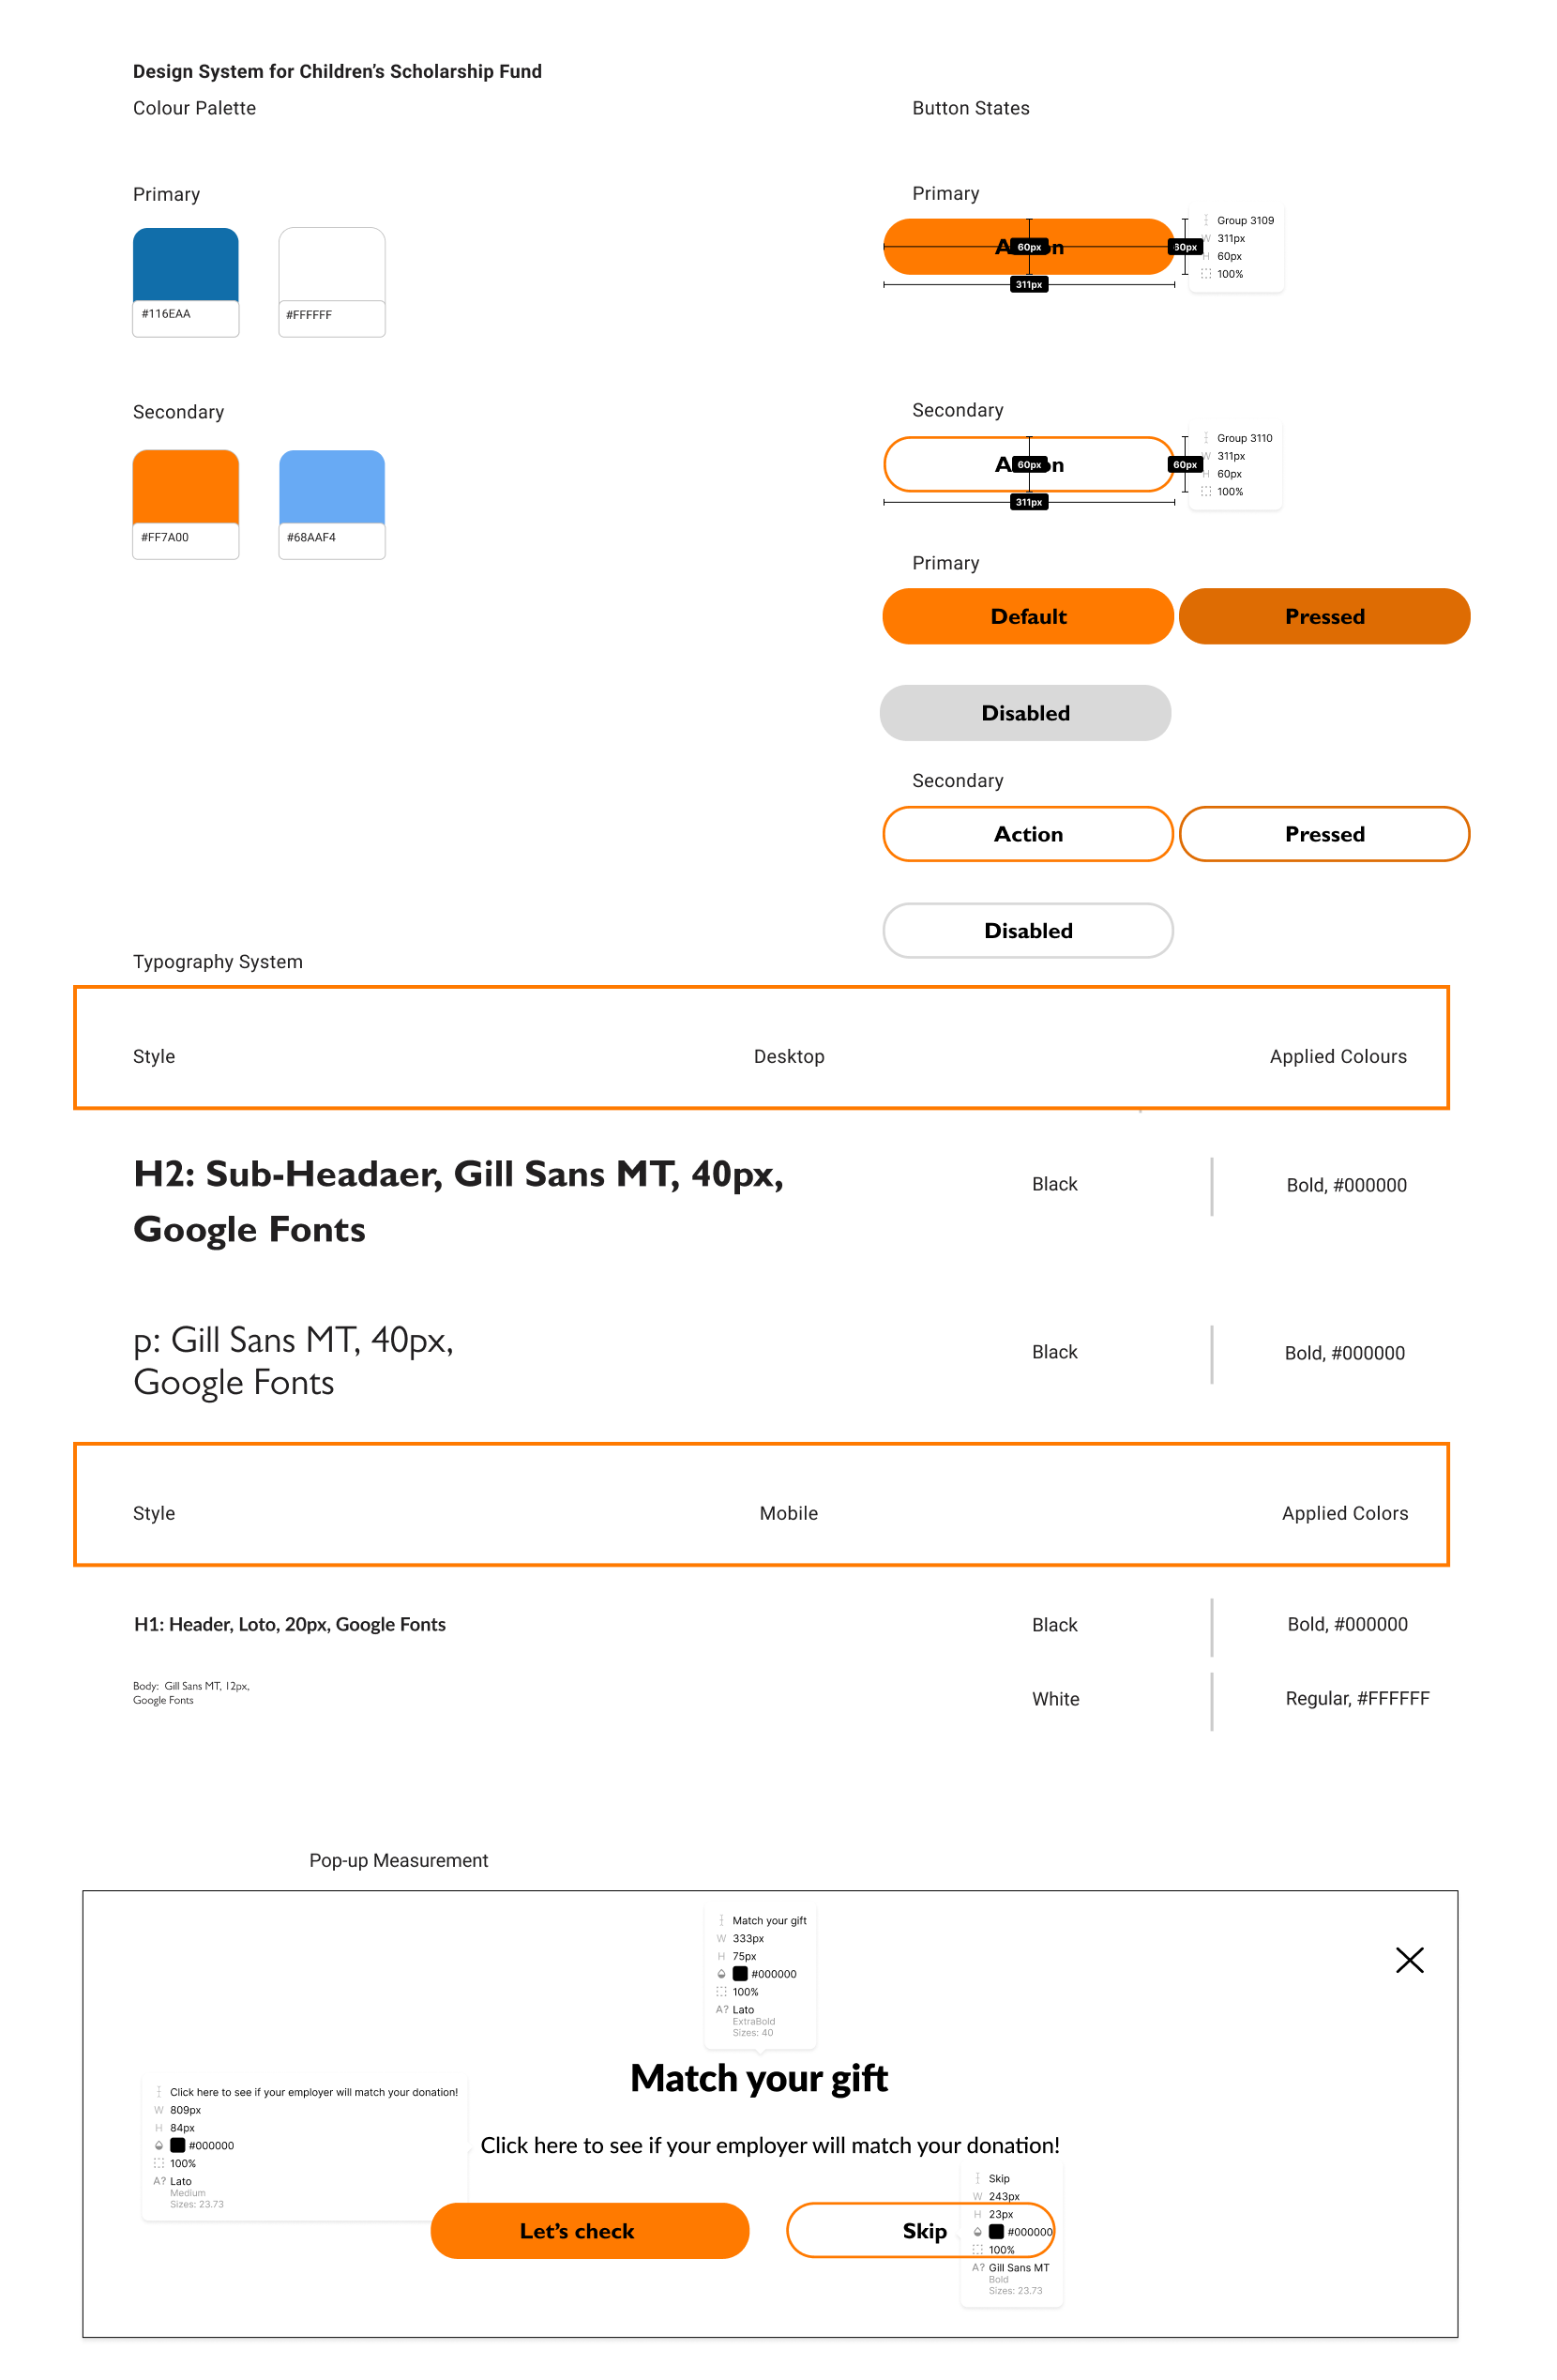 Design System for Children's Scholarship Fund
Colour Palette
Primary
#116EAA
#FFFFFF
Secondary
#FF7A00
#68AAF4
Button States
Primary
60px
60px
311px
Group 3109
W 311px
H 60px
100%
Secondary
60px
60px
311px
Group 3110
W 311px
H 60px
100%
Primary
Default
Pressed
Disabled
Secondary
Action
Pressed
Disabled
Typography System
Style
Desktop
Applied Colours
H2: Sub-Headaer, Gill Sans MT, 40px,
Google Fonts
Black
Bold, #000000
p: Gill Sans MT, 40px,
Google Fonts
Black
Bold, #000000
Style
Mobile
Applied Colors
H1: Header, Loto, 20px, Google Fonts
Black
Bold, #000000
Body: Gill Sans MT, 12px,
Google Fonts
White
Regular, #FFFFFF
Pop-up Measurement
Match your gift
W 333px
H 75px
#000000
100%
A? Lato
ExtraBold
Sizes: 40
Match your gift
Click here to see if your employer will match your donation!
W 809px
H 84px
#000000
100%
A? Lato
Medium
Sizes: 23.73
Click here to see if your employer will match your donation!
Let's check
Skip
Skip
W 243px
H 23px
#000000
100%
A? Gill Sans MT
Bold
Sizes: 23.73